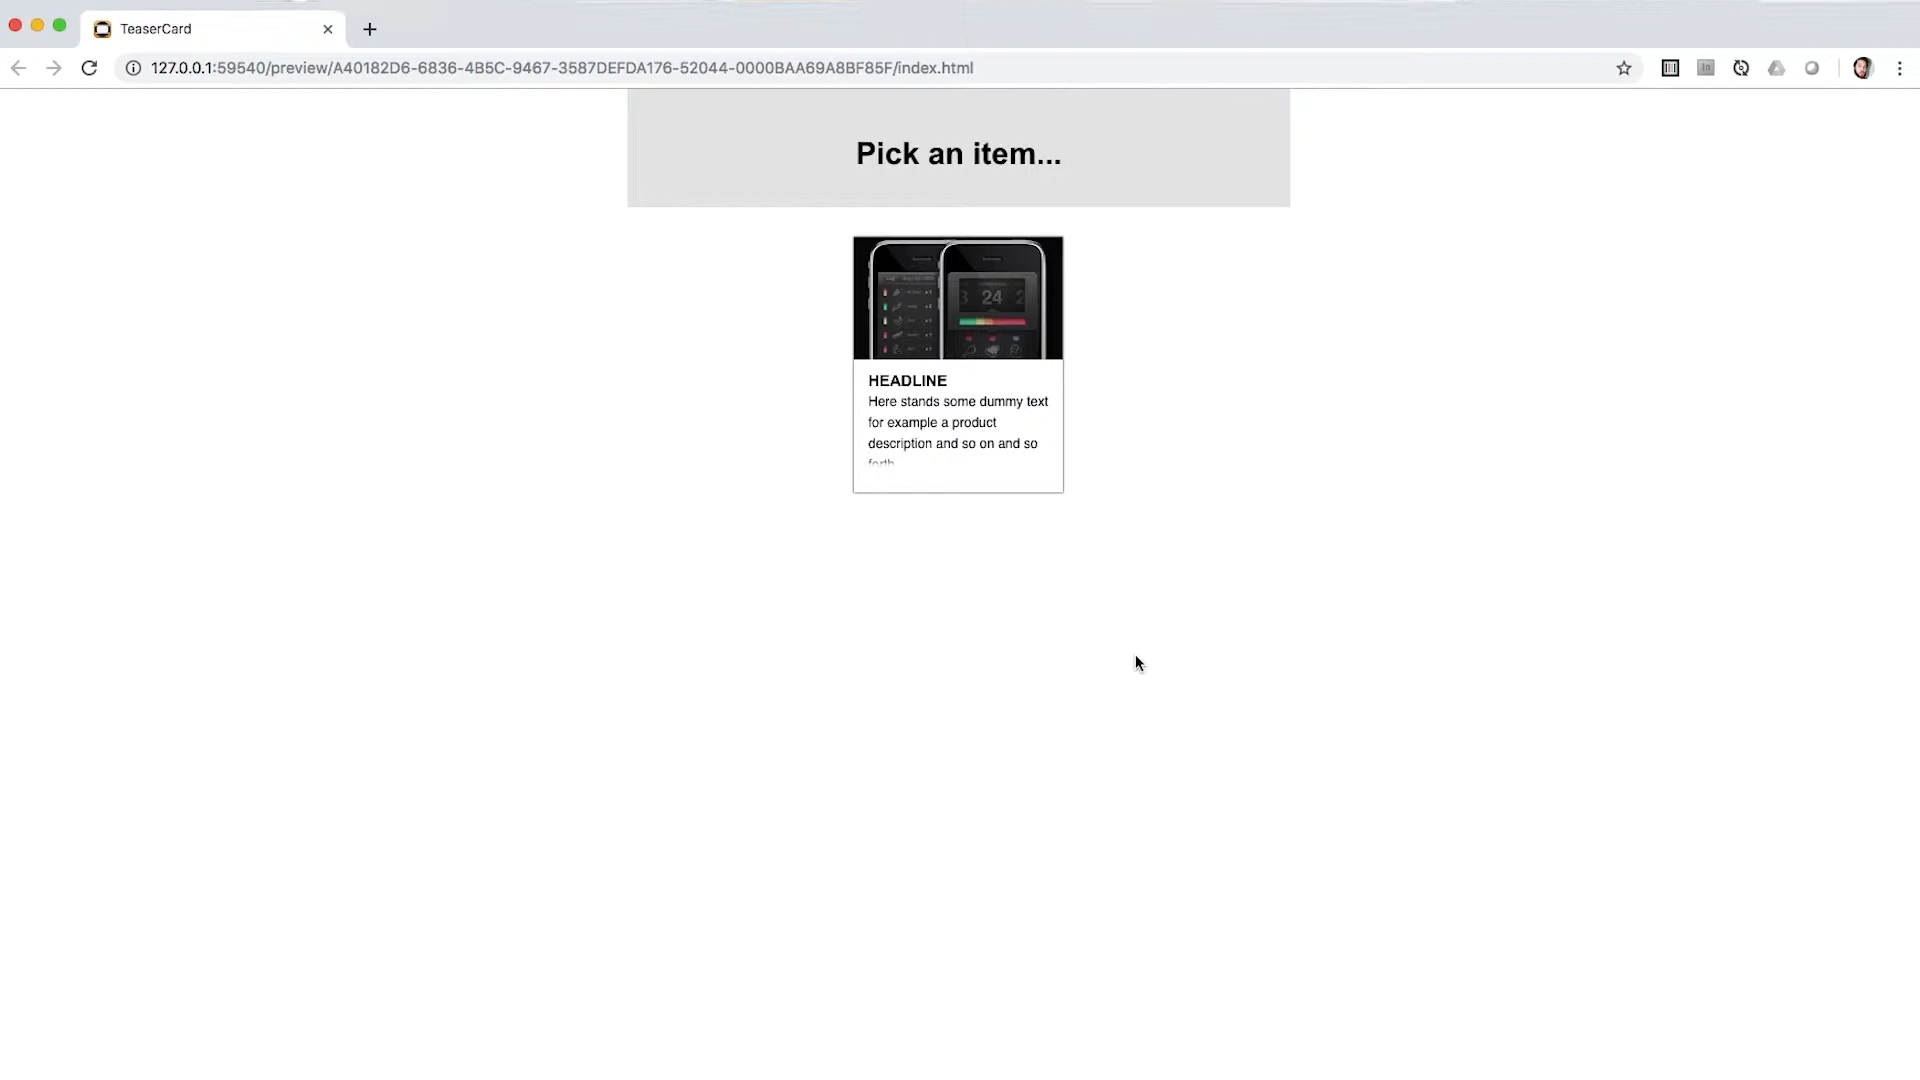 TeaserCard
127.0.0.1:59540/preview/A40182D6-6836-4B5C-9467-3587DEFDA176-52044-0000BAA69A8BF85F/index.html
Pick an item...
24
HEADLINE
Here stands some dummy text
for example a product
description and so on and so
forth